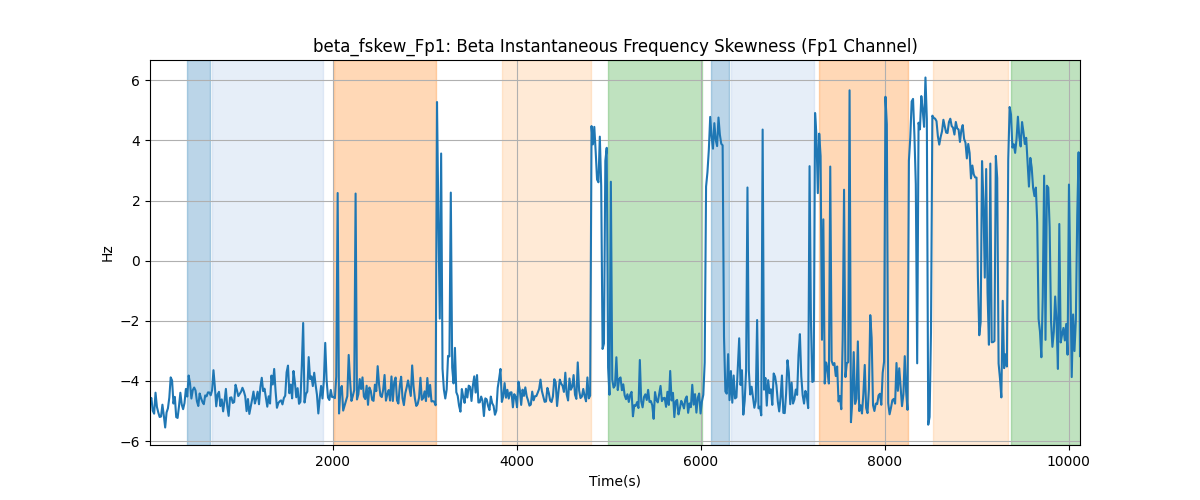 beta_fskew_Fp1: Beta Instantaneous Frequency Skewness (Fp1 Channel)
6
4
2
0
−2
−4
−6
Hz
2000 4000 6000 8000 10000
Time(s)